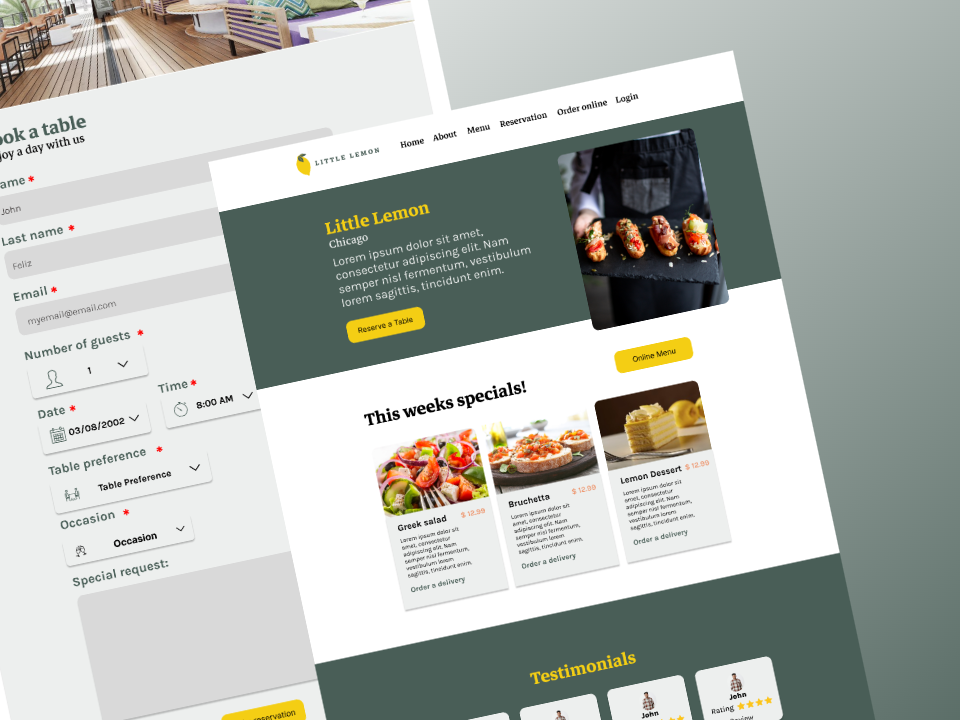 ook a table
joy a day with us
ame *
John
Last name *
Feliz
Email *
myemail@email.com
Number of guests *
1
Date *
03/08/2002
Time *
8:00 AM
Table preference *
Table Preference
Occasion *
Occasion
Special request:
reservation
LITTLE LEMON
Home About Menu Reservation Order online Login
Little Lemon
Chicago
Lorem ipsum dolor sit amet,
consectetur adipiscing elit. Nam
semper nisl fermentum, vestibulum
lorem sagittis, tincidunt enim.
Reserve a Table
Online Menu
This weeks specials!
Greek salad $ 12.99
Lorem ipsum dolor sit
amet, consectetur
adipiscing elit. Nam
semper nisl fermentum,
vestibulum lorem
sagittis, tincidunt enim.
Order a delivery
Bruchetta $ 12.99
Lorem ipsum dolor sit
amet, consectetur
adipiscing elit. Nam
semper nisl fermentum,
vestibulum lorem
sagittis, tincidunt enim.
Order a delivery
Lemon Dessert $ 12.99
Lorem ipsum dolor sit
amet, consectetur
adipiscing elit. Nam
semper nisl fermentum,
vestibulum lorem
sagittis, tincidunt enim.
Order a delivery
Testimonials
John
John
Rating
Review